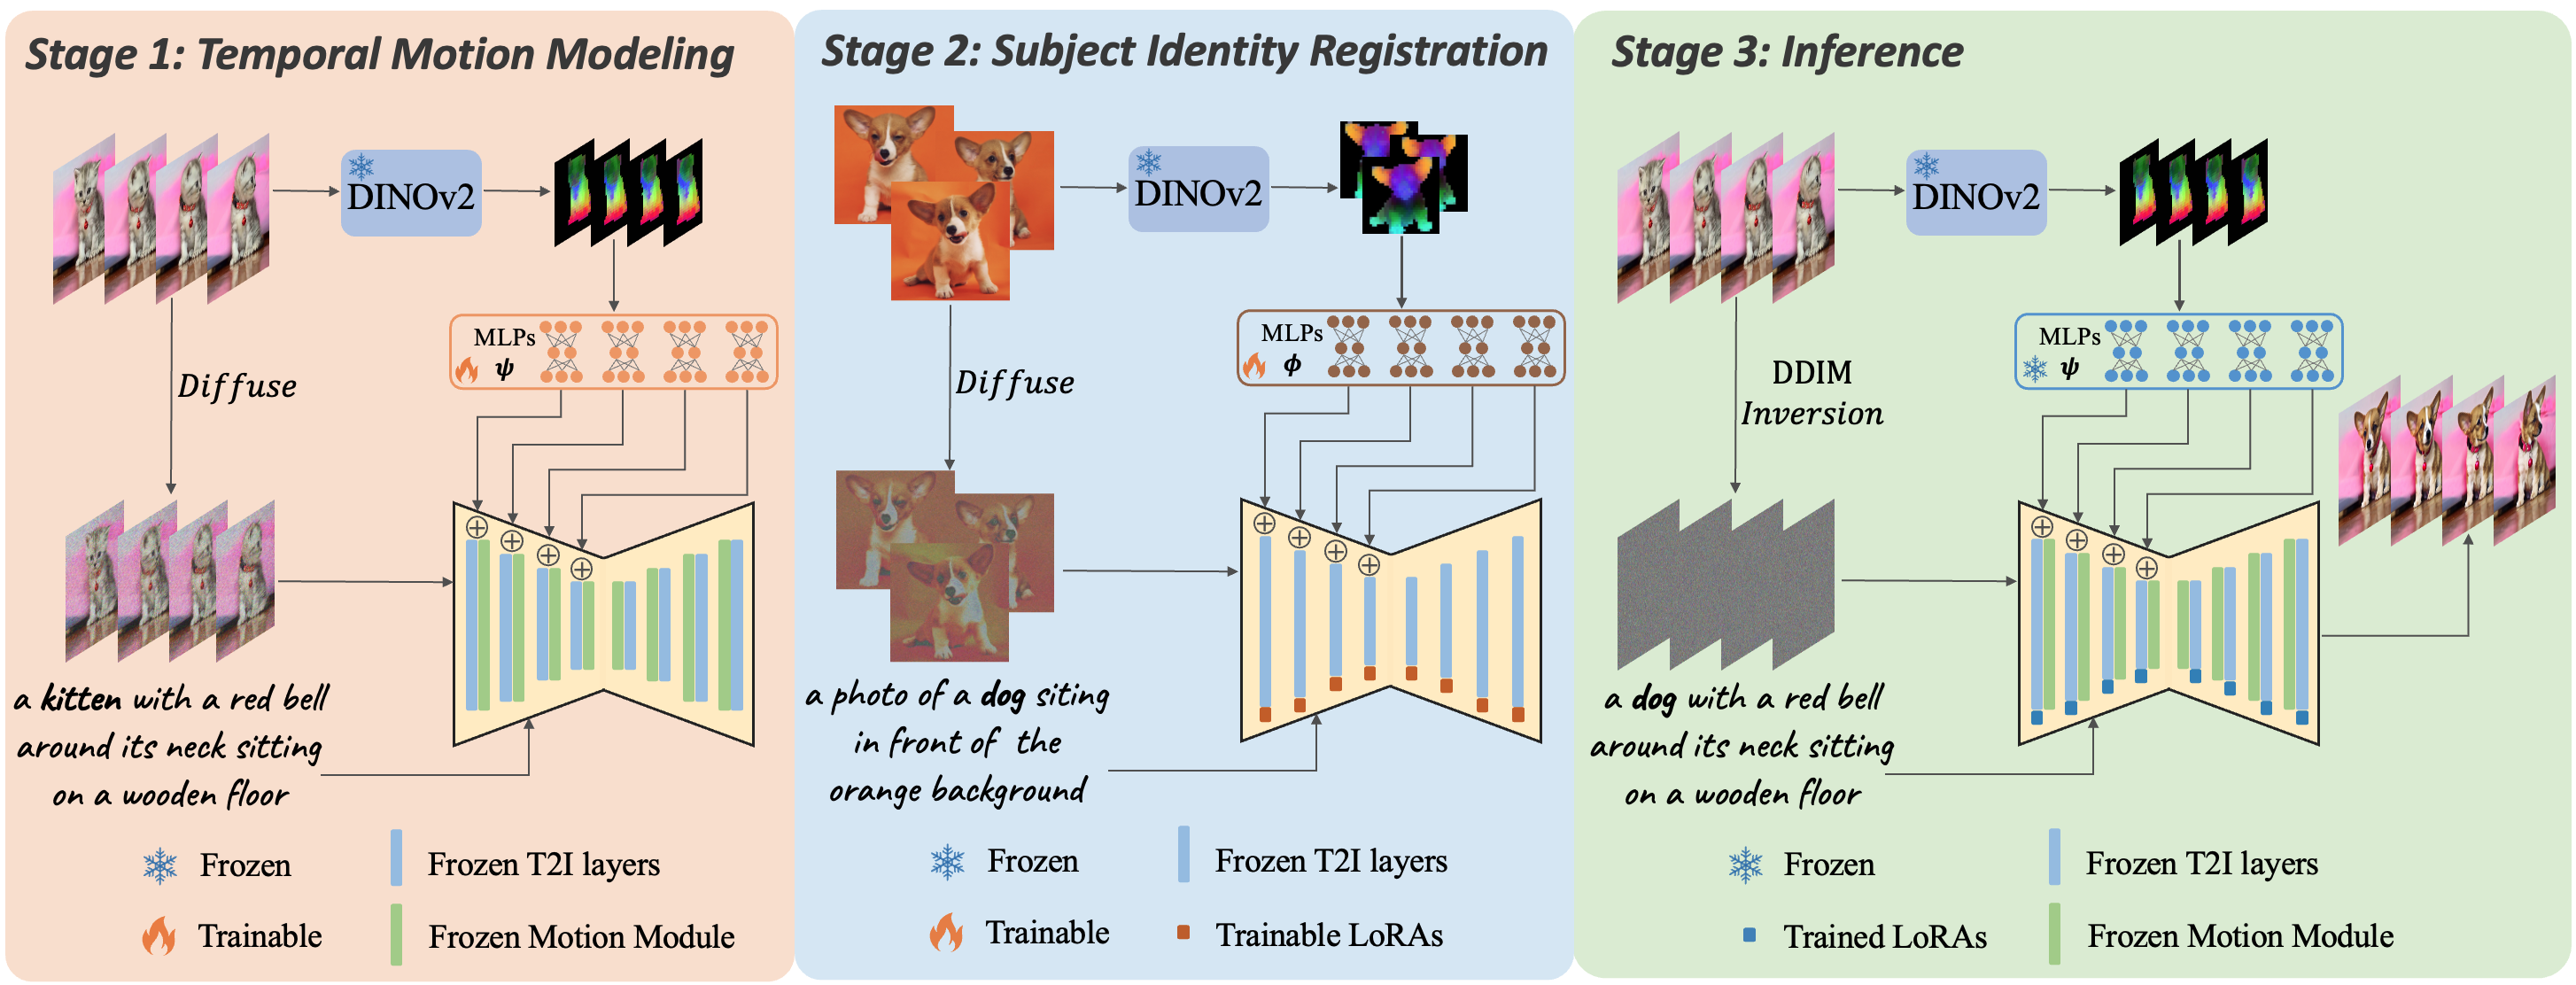 Stage 1: Temporal Motion Modeling
DINOv2
MLPs
ψ
Diffuse
a kitten with a red bell
around its neck sitting
on a wooden floor
Frozen
Frozen T2I layers
Trainable
Frozen Motion Module
Stage 2: Subject Identity Registration
DINOv2
MLPs
ϕ
Diffuse
a photo of a dog siting
in front of the
orange background
Frozen
Frozen T2I layers
Trainable
Trainable LoRAs
Stage 3: Inference
DINOv2
MLPs
ψ
DDIM
Inversion
a dog with a red bell
around its neck sitting
on a wooden floor
Frozen
Frozen T2I layers
Trained LoRAs
Frozen Motion Module